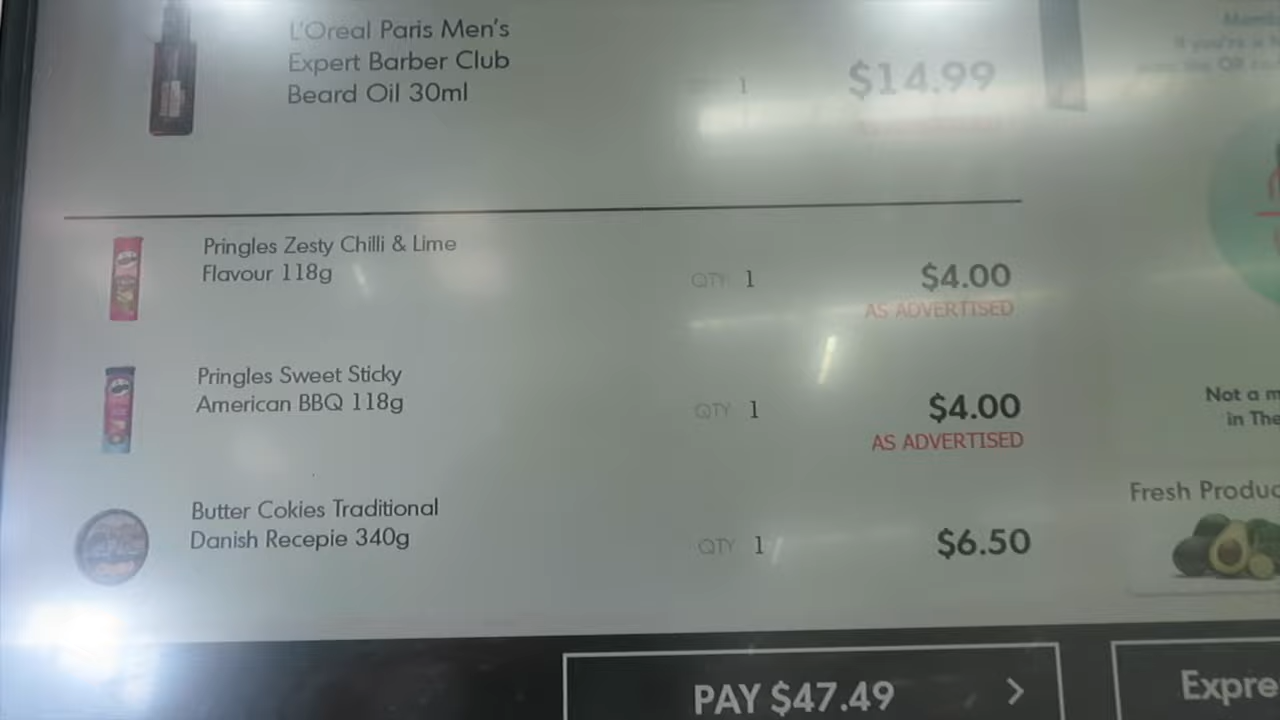 L'Oreal Paris Men's
Expert Barber Club
Beard Oil 30ml
1
$14.99
Pringles Zesty Chilli & Lime
Flavour 118g
QTY 1
$4.00
AS ADVERTISED
Pringles Sweet Sticky
American BBQ 118g
QTY 1
$4.00
AS ADVERTISED
Butter Cokies Traditional
Danish Recepie 340g
QTY 1
$6.50
Not a m
in The
Fresh Produc
PAY $47.49 >
Expre